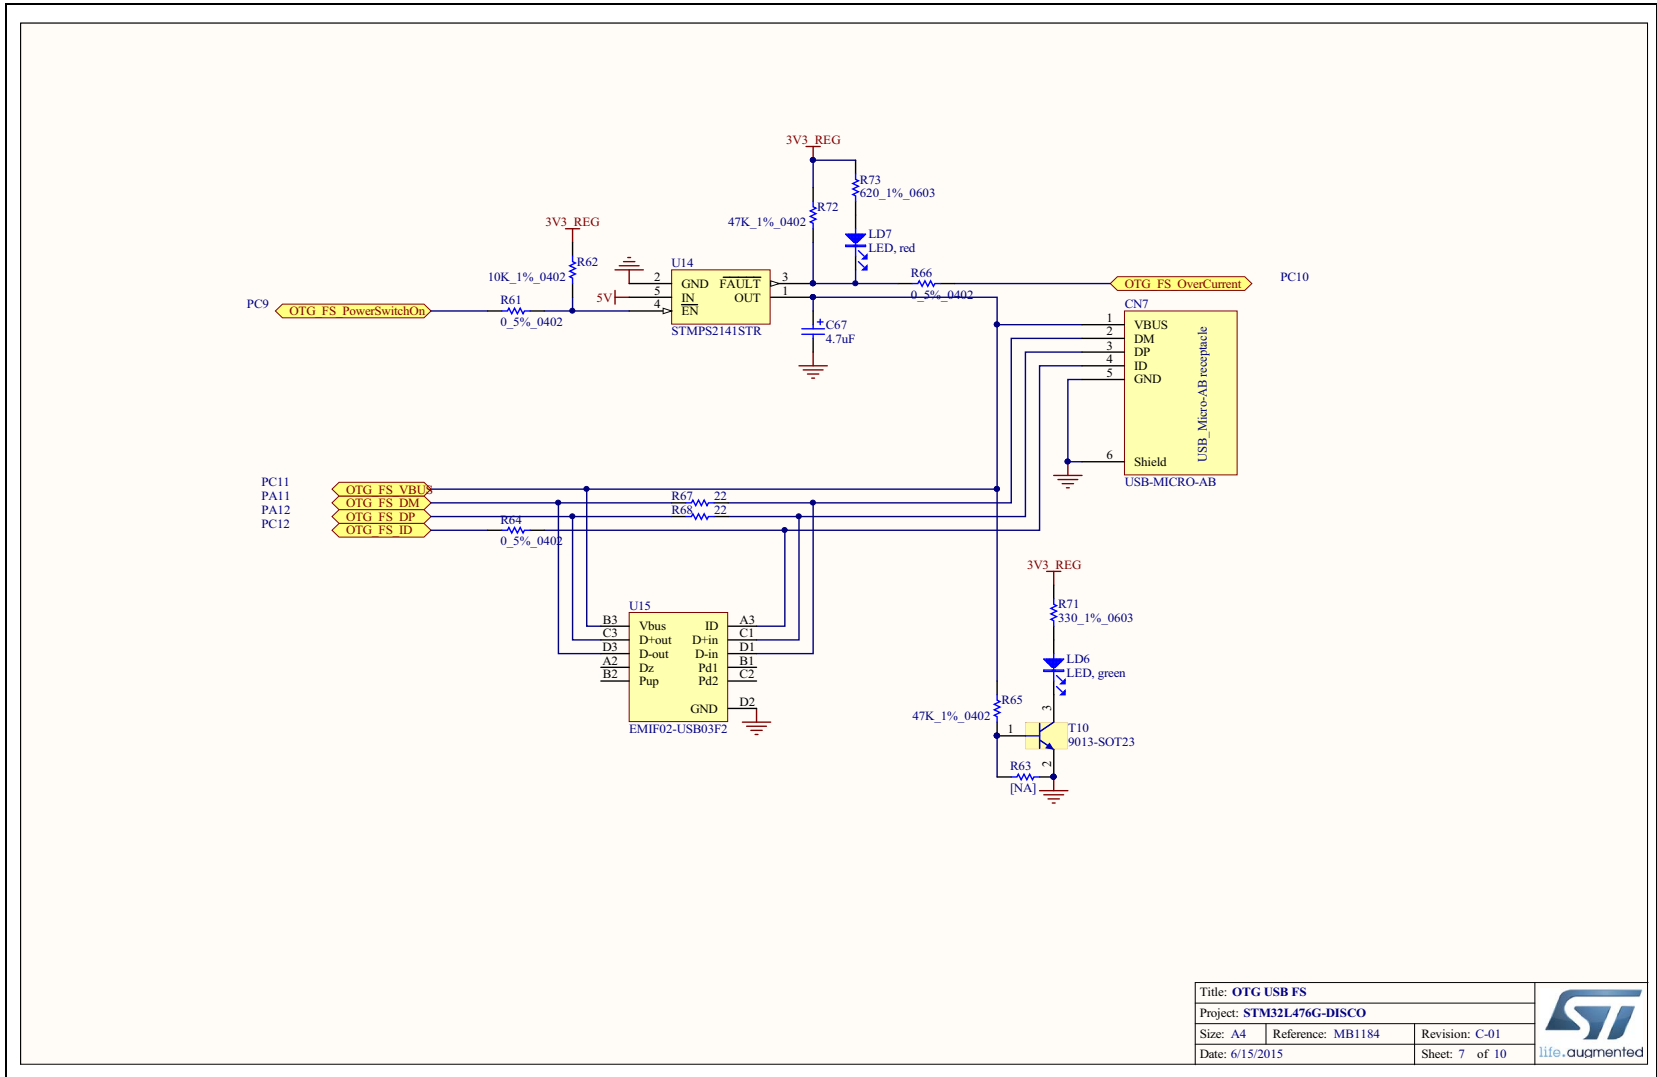 3V3_REG
R73
620_1%_0603
R72
47K_1%_0402
3V3_REG
LD7
LED, red
R62
10K_1%_0402
U14
2 GND FAULT 3
5V 5 IN OUT 1
4 EN
STMPS2141STR
R66
0_5%_0402
OTG_FS_OverCurrent PC10
PC9 OTG_FS_PowerSwitchOn
R61
0_5%_0402
+
C67
4.7uF
CN7
1 VBUS
2 DM
3 DP
4 ID
5 GND
6 Shield
USB_Micro-AB receptacle
USB-MICRO-AB
PC11 OTG_FS_VBUS
PA11 OTG_FS_DM R67 22
PA12 OTG_FS_DP R68 22
PC12 OTG_FS_ID R64
0_5%_0402
3V3_REG
R71
330_1%_0603
U15
B3 Vbus ID A3
C3 D+out D+in C1
D3 D-out D-in D1
A2 Dz Pd1 B1
B2 Pup Pd2 C2
GND D2
EMIF02-USB03F2
LD6
LED, green
R65
47K_1%_0402
3
1
T10
9013-SOT23
2
R63
[NA]
Title: OTG USB FS
Project: STM32L476G-DISCO
Size: A4 Reference: MB1184 Revision: C-01
Date: 6/15/2015 Sheet: 7 of 10
ST
life.augmented